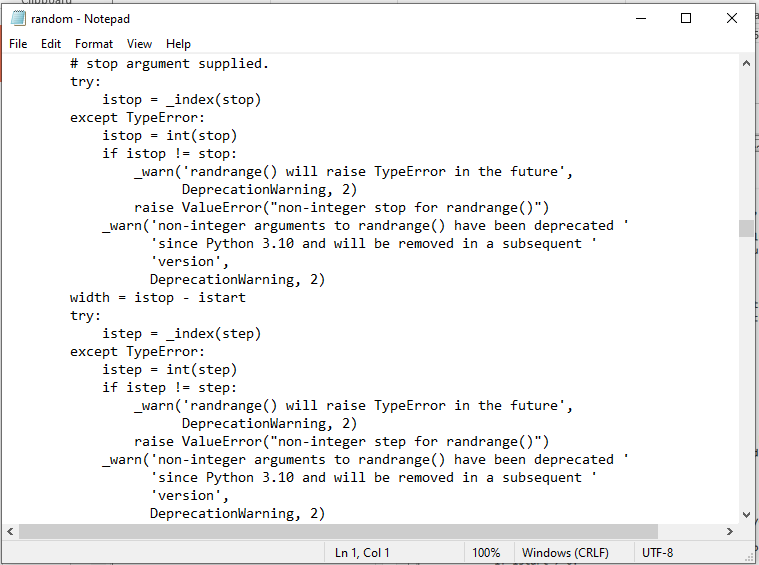 random - Notepad
File Edit Format View Help
# stop argument supplied.
try:
istop = _index(stop)
except TypeError:
istop = int(stop)
if istop != stop:
_warn('randrange() will raise TypeError in the future',
DeprecationWarning, 2)
raise ValueError("non-integer stop for randrange()")
_warn('non-integer arguments to randrange() have been deprecated '
'since Python 3.10 and will be removed in a subsequent '
'version',
DeprecationWarning, 2)
width = istop - istart
try:
istep = _index(step)
except TypeError:
istep = int(step)
if istep != step:
_warn('randrange() will raise TypeError in the future',
DeprecationWarning, 2)
raise ValueError("non-integer step for randrange()")
_warn('non-integer arguments to randrange() have been deprecated '
'since Python 3.10 and will be removed in a subsequent '
'version',
DeprecationWarning, 2)
Ln 1, Col 1 100% Windows (CRLF) UTF-8